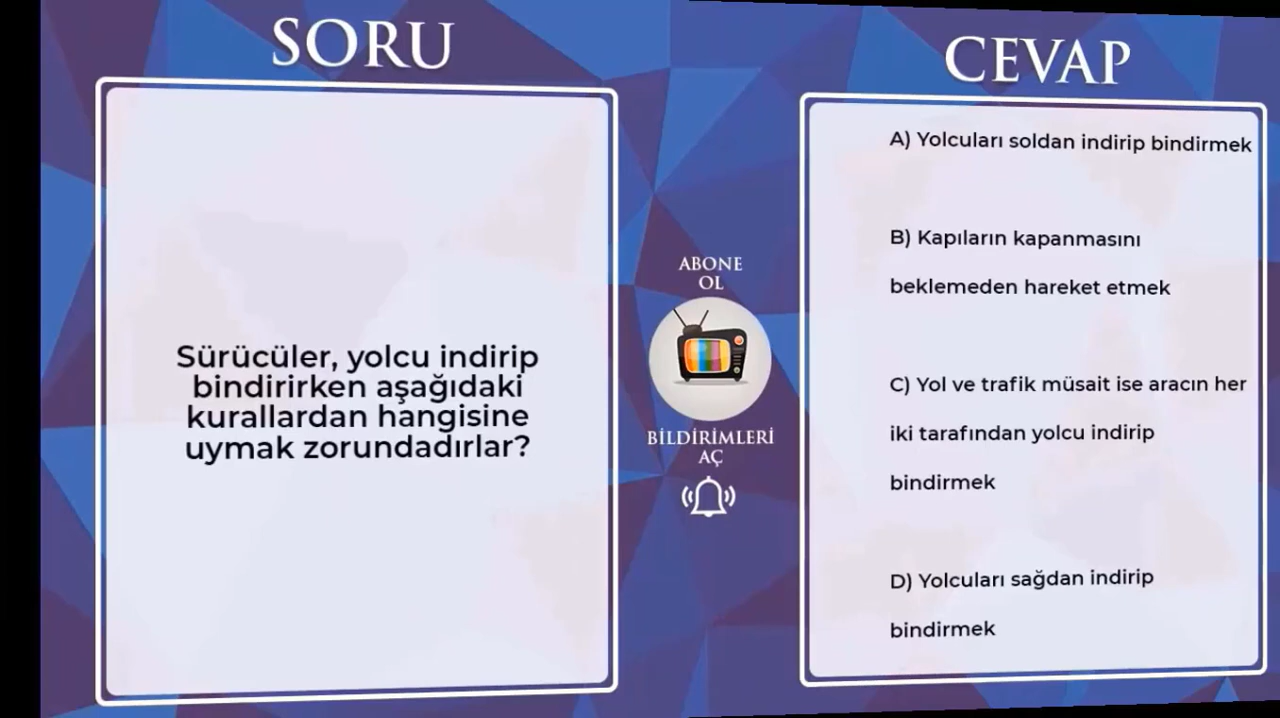 SORU
Sürücüler, yolcu indirip
bindirirken aşağıdaki
kurallardan hangisine
uymak zorundadırlar?
ABONE
OL
BİLDİRİMLERİ
AÇ
CEVAP
A) Yolcuları soldan indirip bindirmek
B) Kapıların kapanmasını
beklemeden hareket etmek
C) Yol ve trafik müsait ise aracın her
iki tarafından yolcu indirip
bindirmek
D) Yolcuları sağdan indirip
bindirmek